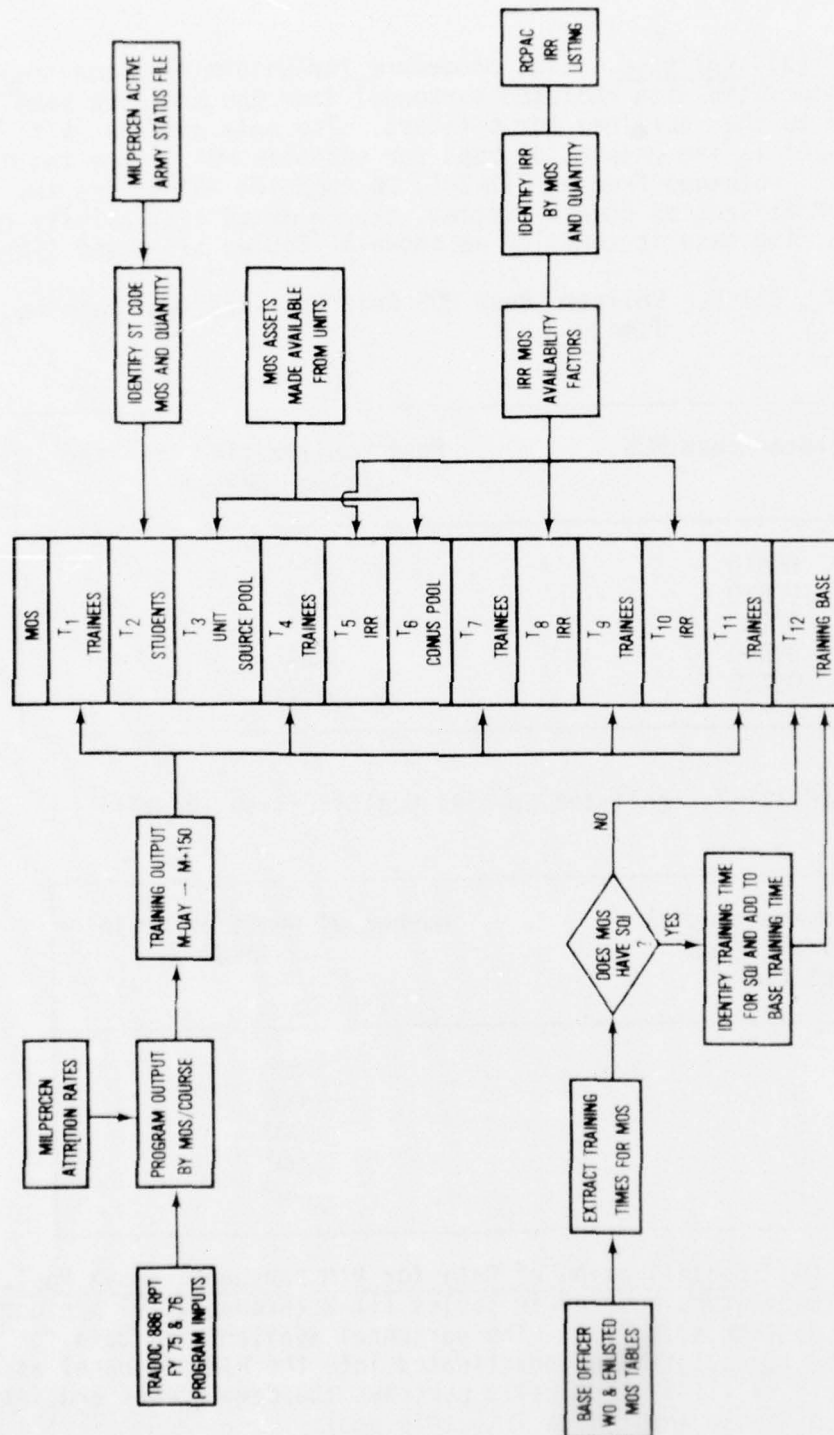 MILPERCEN ACTIVE
ARMY STATUS FILE
IDENTIFY ST CODE
MOS AND QUANTITY
MOS ASSETS
MADE AVAILABLE
FROM UNITS
RCPAC
IRR
LISTING
IDENTIFY IRR
BY MOS
AND QUANTITY
IRR MOS
AVAILABILITY
FACTORS
MOS
T1
TRAINEES
T2
STUDENTS
T3
UNIT
SOURCE POOL
T4
TRAINEES
T5
IRR
T6
CONUS POOL
T7
TRAINEES
T8
IRR
T9
TRAINEES
T10
IRR
T11
TRAINEES
T12
TRAINING BASE
MILPERCEN
ATTRITION RATES
TRADOC 886 RPT
FY 75 & 76
PROGRAM INPUTS
PROGRAM OUTPUT
BY MOS/COURSE
TRAINING OUTPUT
M-DAY → M+150
BASE OFFICER
WO & ENLISTED
MOS TABLES
EXTRACT TRAINING
TIMES FOR MOS
DOES MOS
HAVE SQI
?
NO
YES
IDENTIFY TRAINING TIME
FOR SQI AND ADD TO
BASE TRAINING TIME